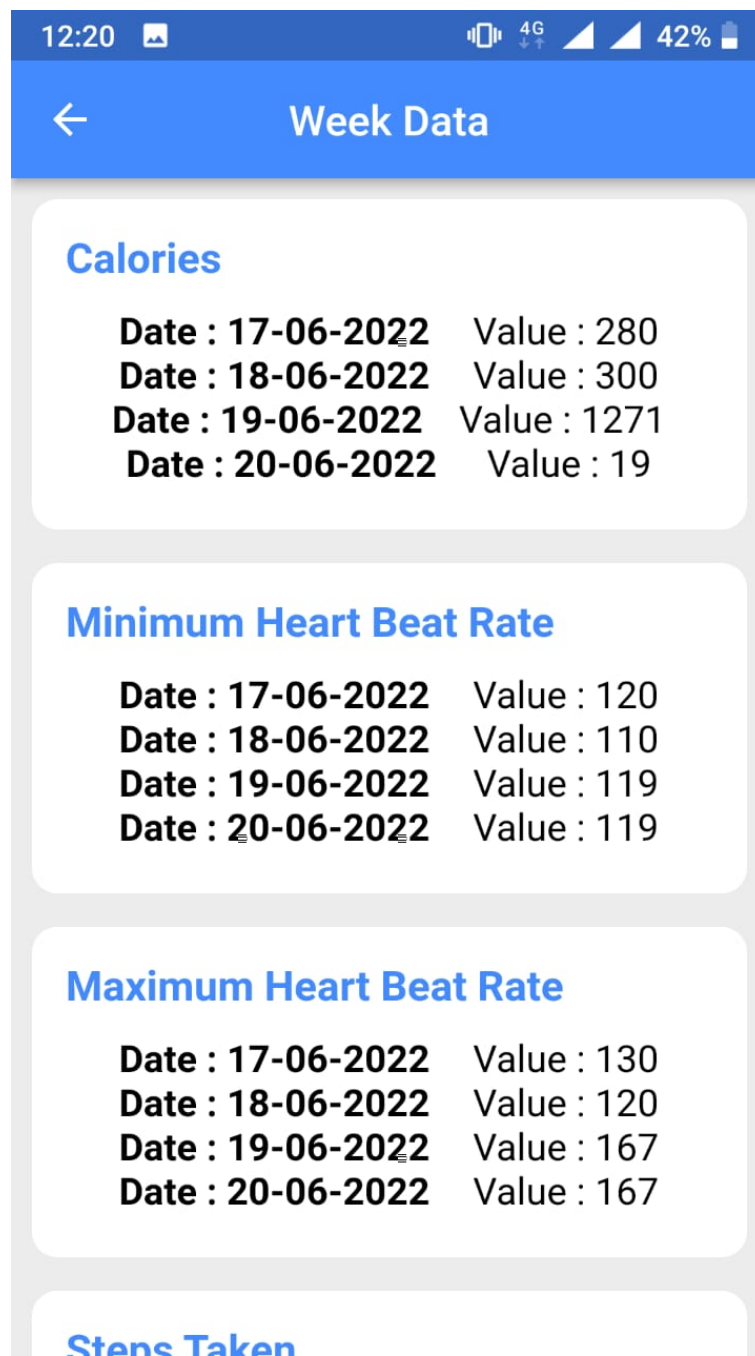 12:20 4G 42%
Week Data
Calories
Date : 17-06-2022 Value : 280
Date : 18-06-2022 Value : 300
Date : 19-06-2022 Value : 1271
Date : 20-06-2022 Value : 19
Minimum Heart Beat Rate
Date : 17-06-2022 Value : 120
Date : 18-06-2022 Value : 110
Date : 19-06-2022 Value : 119
Date : 20-06-2022 Value : 119
Maximum Heart Beat Rate
Date : 17-06-2022 Value : 130
Date : 18-06-2022 Value : 120
Date : 19-06-2022 Value : 167
Date : 20-06-2022 Value : 167
Steps Taken